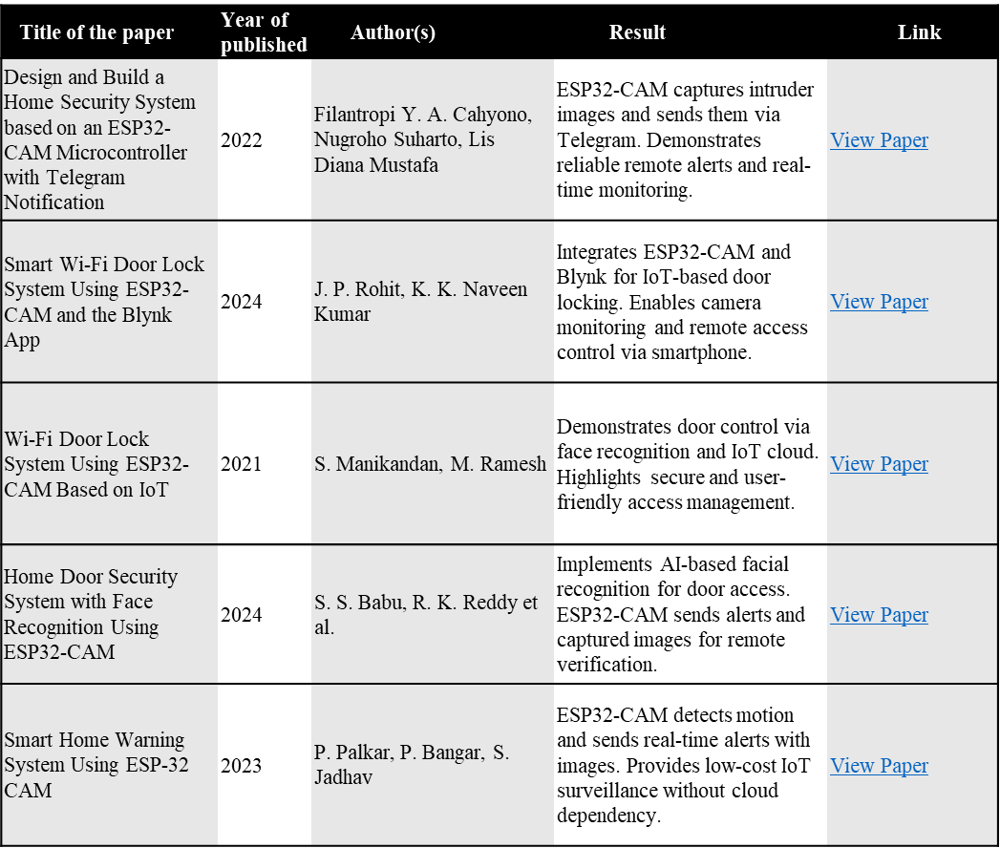 Title of the paper
Year of
published
Author(s)
Result
Link
Design and Build a
Home Security System
based on an ESP32-
CAM Microcontroller
with Telegram
Notification
2022
Filantropi Y. A. Cahyono,
Nugroho Suharto, Lis
Diana Mustafa
ESP32-CAM captures intruder
images and sends them via
Telegram. Demonstrates
reliable remote alerts and real-
time monitoring.
View Paper
Smart Wi-Fi Door Lock
System Using ESP32-
CAM and the Blynk
App
2024
J. P. Rohit, K. K. Naveen
Kumar
Integrates ESP32-CAM and
Blynk for IoT-based door
locking. Enables camera
monitoring and remote access
control via smartphone.
View Paper
Wi-Fi Door Lock
System Using ESP32-
CAM Based on IoT
2021
S. Manikandan, M. Ramesh
Demonstrates door control via
face recognition and IoT cloud.
Highlights secure and user-
friendly access management.
View Paper
Home Door Security
System with Face
Recognition Using
ESP32-CAM
2024
S. S. Babu, R. K. Reddy et
al.
Implements AI-based facial
recognition for door access.
ESP32-CAM sends alerts and
captured images for remote
verification.
View Paper
Smart Home Warning
System Using ESP-32
CAM
2023
P. Palkar, P. Bangar, S.
Jadhav
ESP32-CAM detects motion
and sends real-time alerts with
images. Provides low-cost IoT
surveillance without cloud
dependency.
View Paper